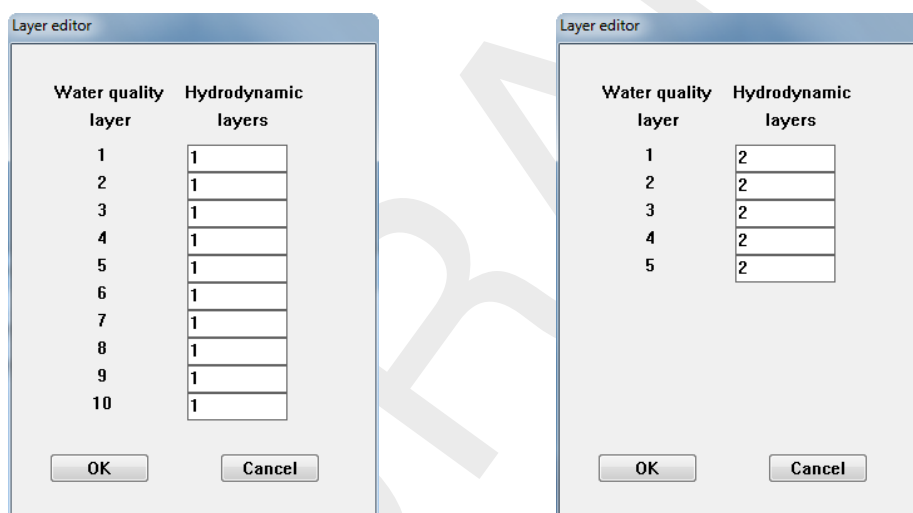 Layer editor
Water quality Hydrodynamic
layer layers
1 1
2 1
3 1
4 1
5 1
6 1
7 1
8 1
9 1
10 1
OK Cancel
Layer editor
Water quality Hydrodynamic
layer layers
1 2
2 2
3 2
4 2
5 2
OK Cancel